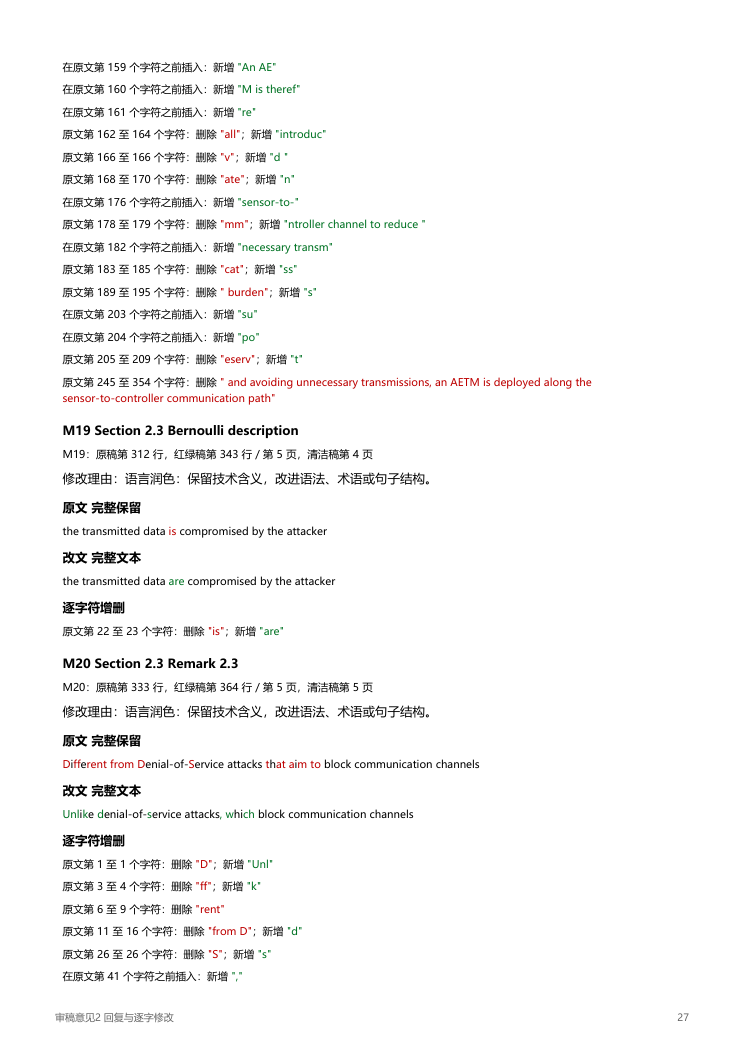 在原文第 159 个字符之前插入：新增 "An AE"
在原文第 160 个字符之前插入：新增 "M is theref"
在原文第 161 个字符之前插入：新增 "re"
原文第 162 至 164 个字符：删除 "all"；新增 "introduc"
原文第 166 至 166 个字符：删除 "v"；新增 "d "
原文第 168 至 170 个字符：删除 "ate"；新增 "n"
在原文第 176 个字符之前插入：新增 "sensor-to-"
原文第 178 至 179 个字符：删除 "mm"；新增 "ntroller channel to reduce "
在原文第 182 个字符之前插入：新增 "necessary transm"
原文第 183 至 185 个字符：删除 "cat"；新增 "ss"
原文第 189 至 195 个字符：删除 " burden"；新增 "s"
在原文第 203 个字符之前插入：新增 "su"
在原文第 204 个字符之前插入：新增 "po"
原文第 205 至 209 个字符：删除 "eserv"；新增 "t"
原文第 245 至 354 个字符：删除 " and avoiding unnecessary transmissions, an AETM is deployed along the
sensor-to-controller communication path"
M19 Section 2.3 Bernoulli description
M19：原稿第 312 行，红绿稿第 343 行 / 第 5 页，清洁稿第 4 页
修改理由：语言润色：保留技术含义，改进语法、术语或句子结构。
原文 完整保留
the transmitted data is compromised by the attacker
改文 完整文本
the transmitted data are compromised by the attacker
逐字符增删
原文第 22 至 23 个字符：删除 "is"；新增 "are"
M20 Section 2.3 Remark 2.3
M20：原稿第 333 行，红绿稿第 364 行 / 第 5 页，清洁稿第 5 页
修改理由：语言润色：保留技术含义，改进语法、术语或句子结构。
原文 完整保留
Different from Denial-of-Service attacks that aim to block communication channels
改文 完整文本
Unlike denial-of-service attacks, which block communication channels
逐字符增删
原文第 1 至 1 个字符：删除 "D"；新增 "Unl"
原文第 3 至 4 个字符：删除 "ff"；新增 "k"
原文第 6 至 9 个字符：删除 "rent"
原文第 11 至 16 个字符：删除 "from D"；新增 "d"
原文第 26 至 26 个字符：删除 "S"；新增 "s"
在原文第 41 个字符之前插入：新增 ","
审稿意见2 回复与逐字修改
27